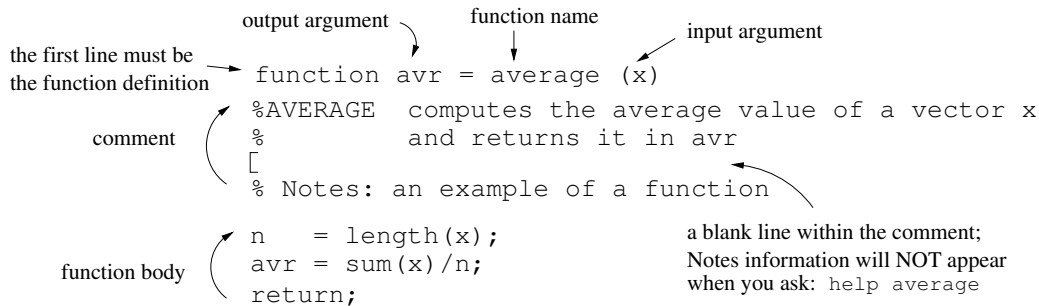 output argument
function name
input argument
the first line must be
the function definition
function avr = average (x)
%AVERAGE computes the average value of a vector x
% and returns it in avr
[
% Notes: an example of a function
comment
n = length(x);
avr = sum(x)/n;
return;
function body
a blank line within the comment;
Notes information will NOT appear
when you ask: help average